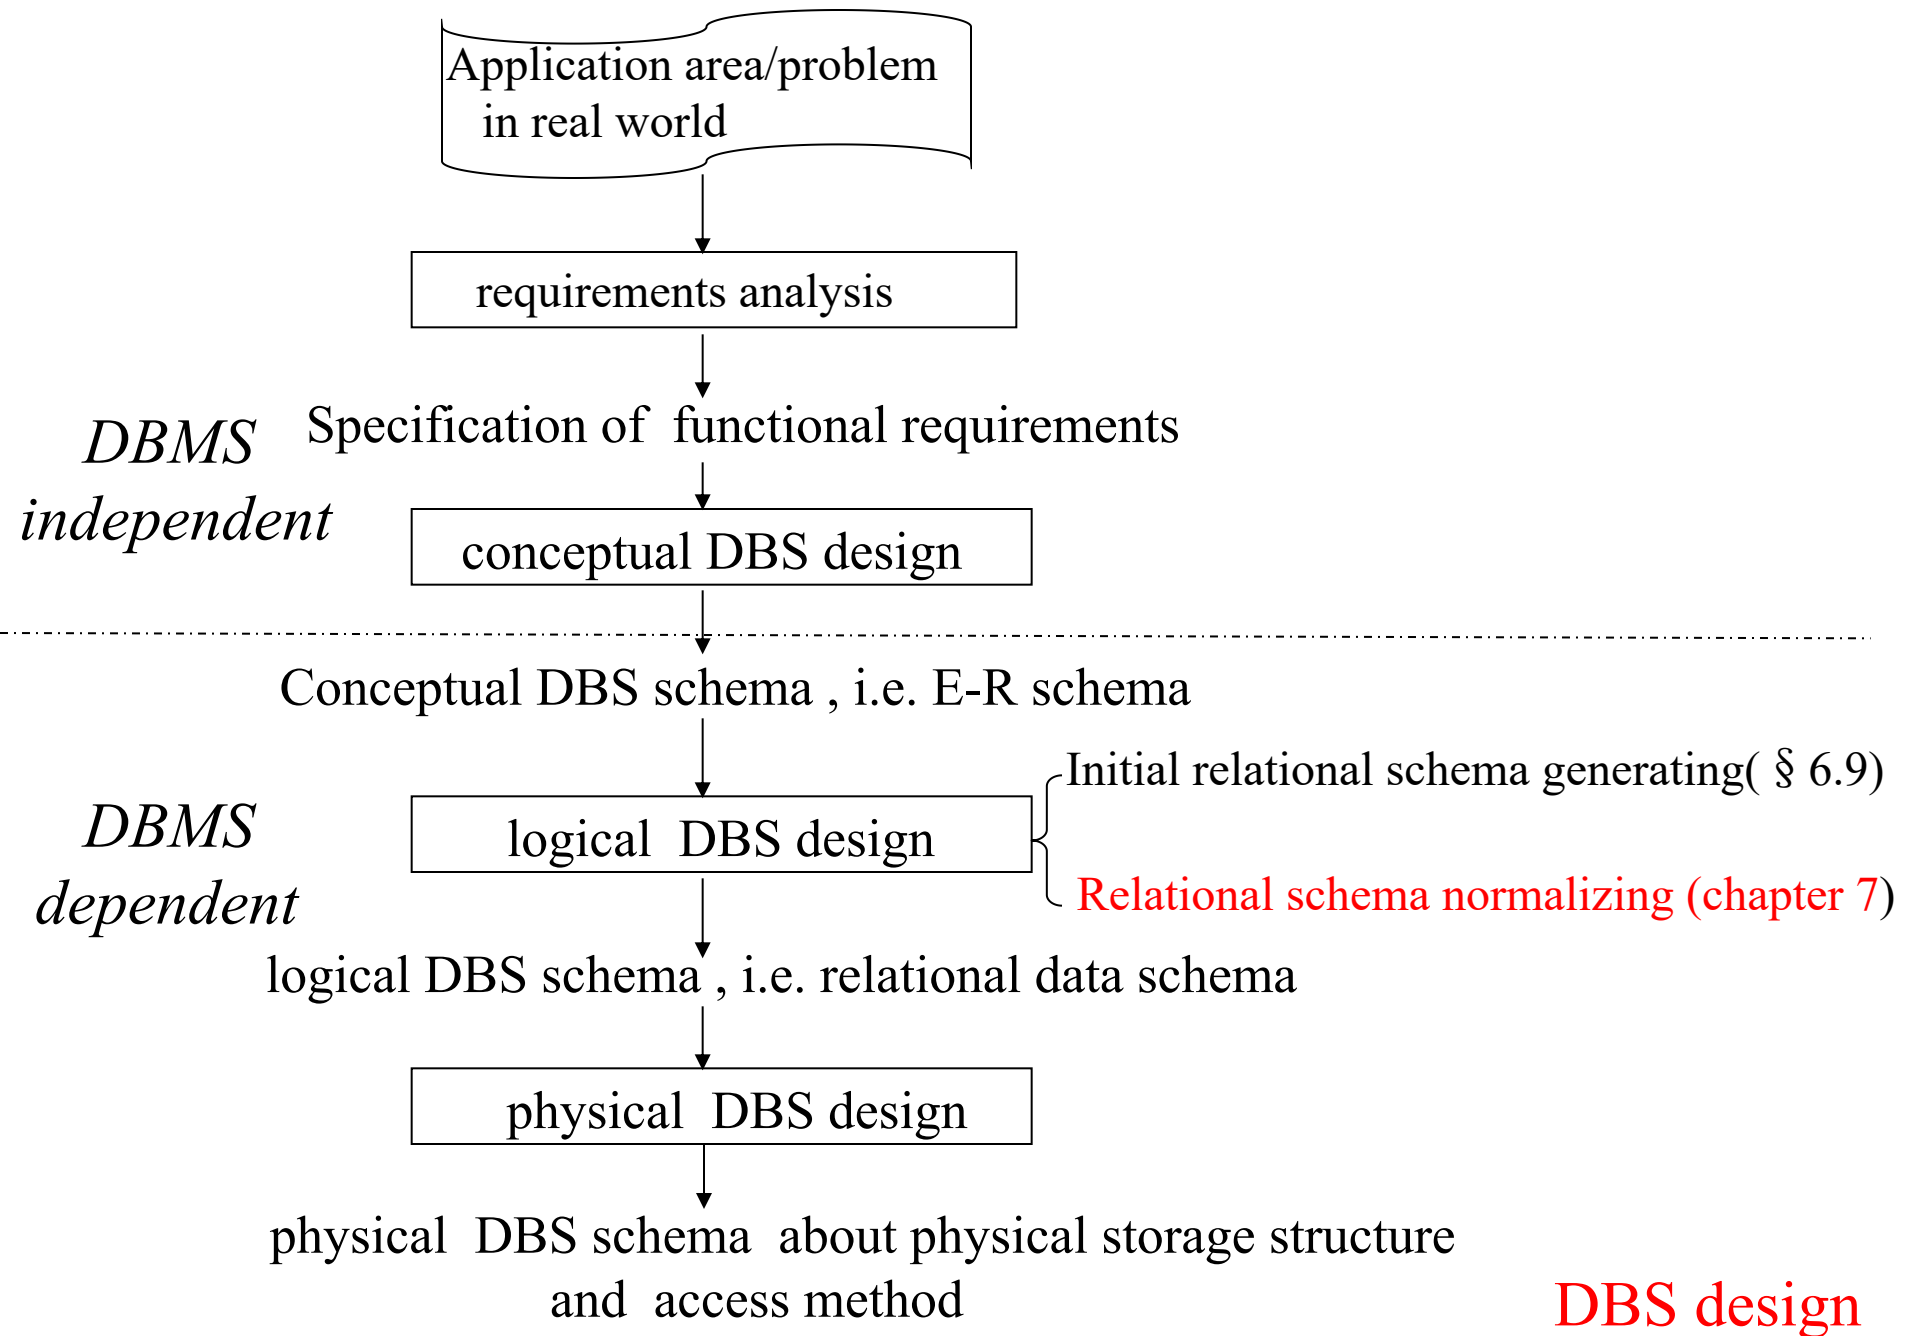 Application area/problem
in real world
requirements analysis
Specification of functional requirements
DBMS
independent
conceptual DBS design
Conceptual DBS schema , i.e. E-R schema
Initial relational schema generating( § 6.9)
DBMS
dependent
logical DBS design
Relational schema normalizing (chapter 7)
logical DBS schema , i.e. relational data schema
physical DBS design
physical DBS schema about physical storage structure
and access method
DBS design